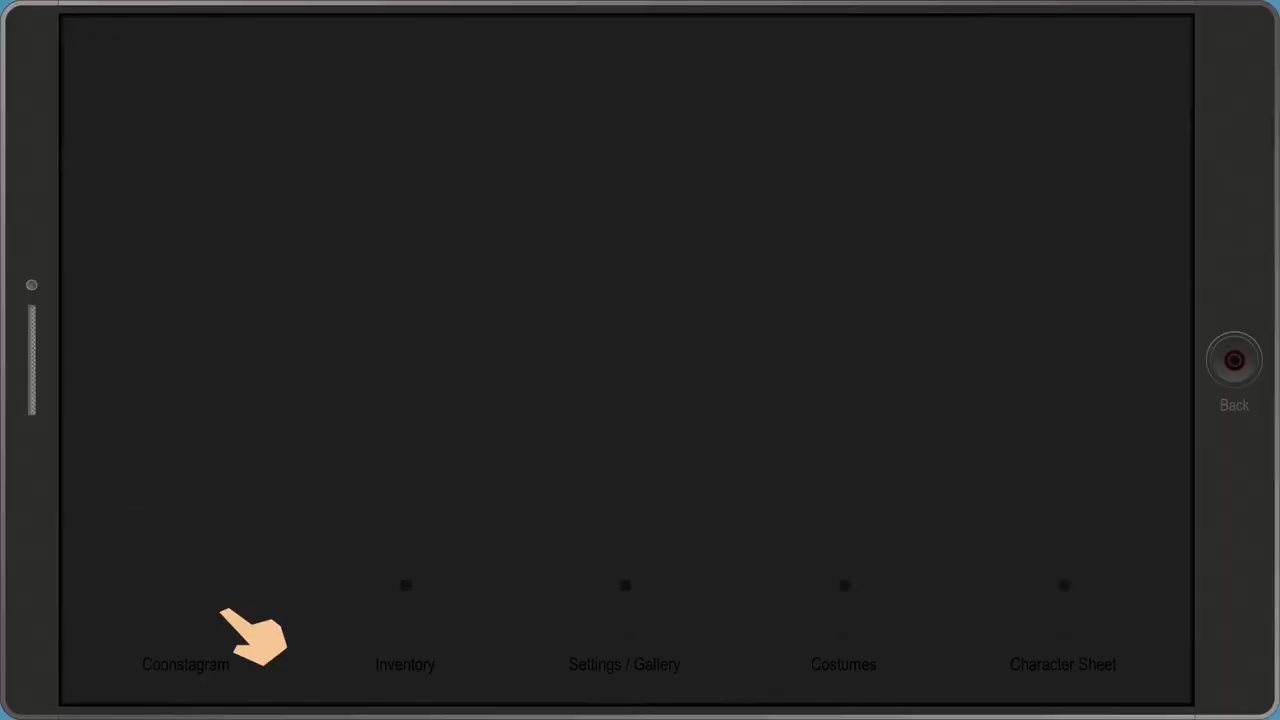 Back
Coonstagram
Inventory
Settings / Gallery
Costumes
Character Sheet